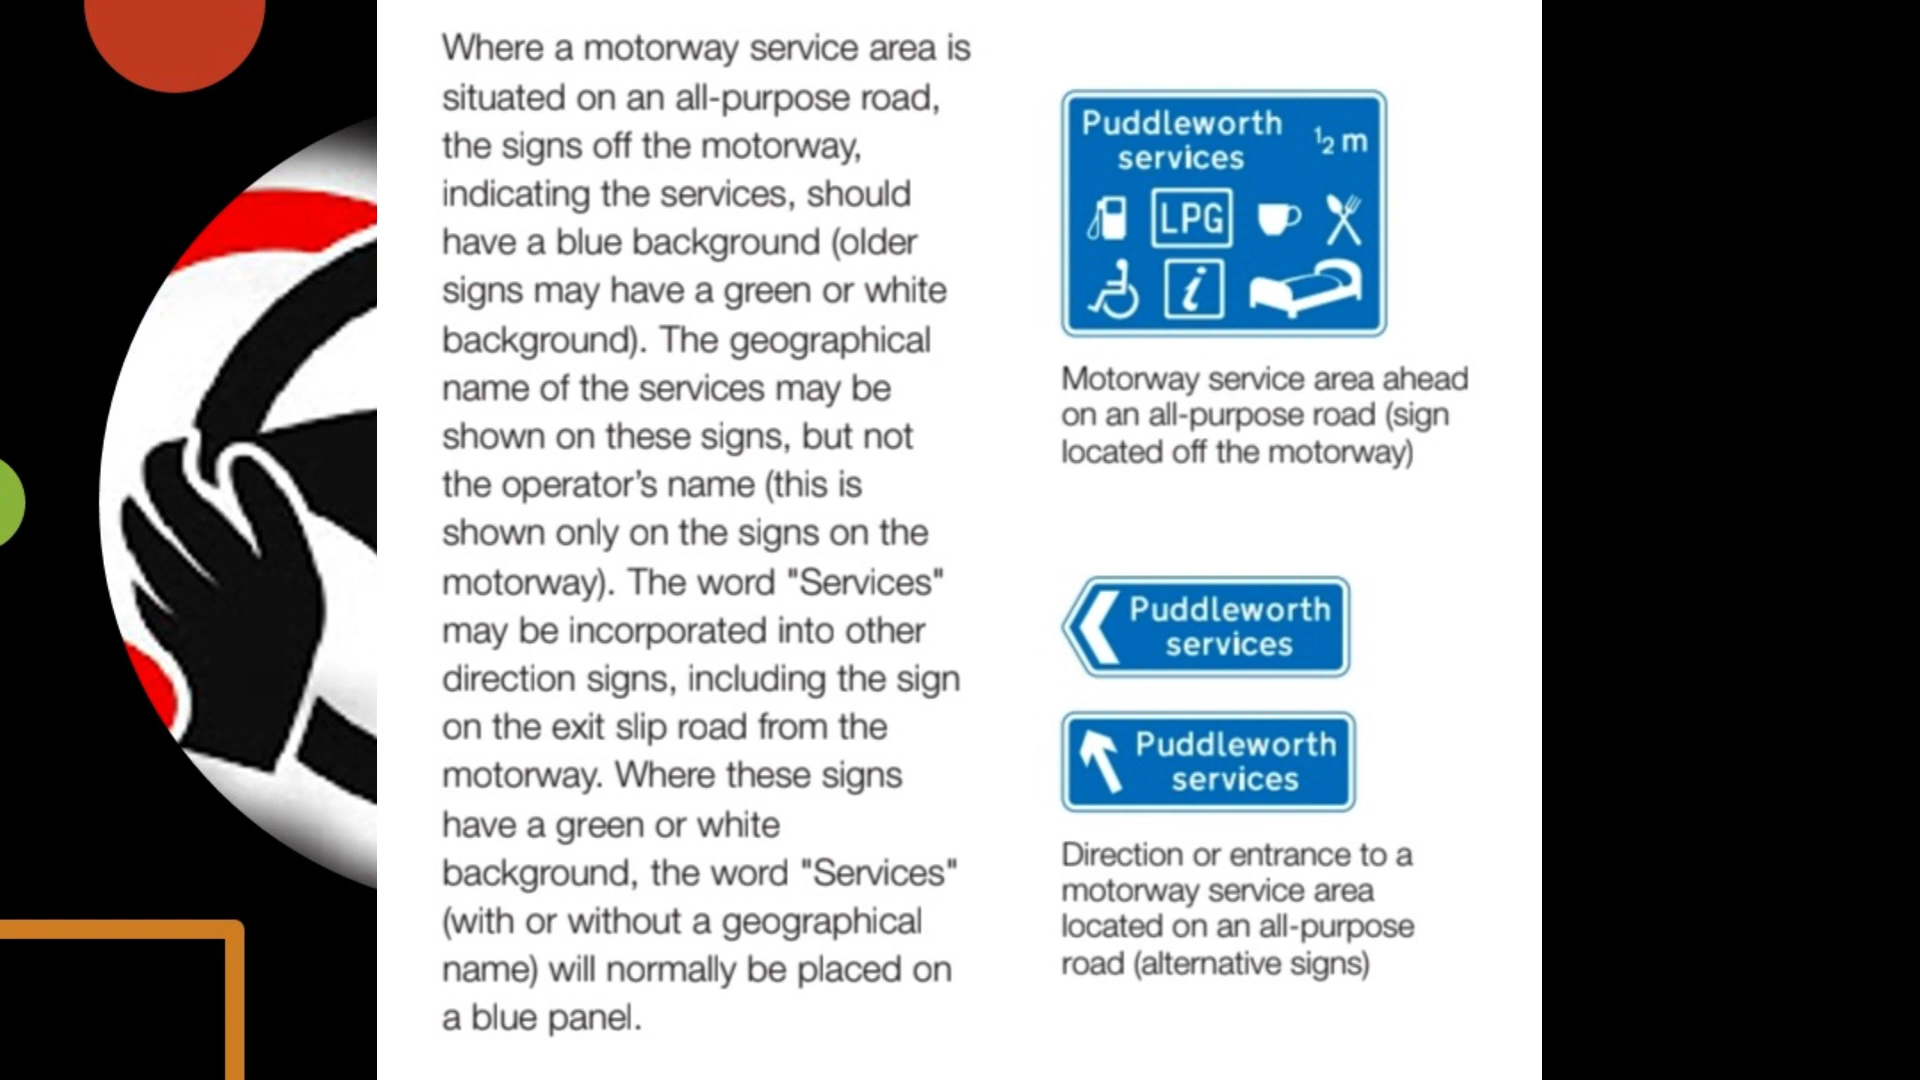 Where a motorway service area is
situated on an all-purpose road,
the signs off the motorway,
indicating the services, should
have a blue background (older
signs may have a green or white
background). The geographical
name of the services may be
shown on these signs, but not
the operator's name (this is
shown only on the signs on the
motorway). The word "Services"
may be incorporated into other
direction signs, including the sign
on the exit slip road from the
motorway. Where these signs
have a green or white
background, the word "Services"
(with or without a geographical
name) will normally be placed on
a blue panel.
Puddleworth
services
½ m
LPG
i
Motorway service area ahead
on an all-purpose road (sign
located off the motorway)
Puddleworth
services
Puddleworth
services
Direction or entrance to a
motorway service area
located on an all-purpose
road (alternative signs)